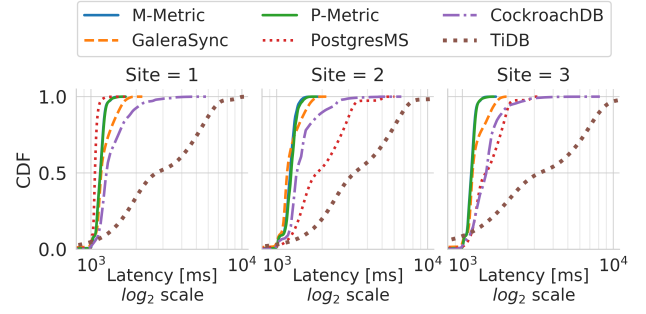 M-Metric P-Metric CockroachDB
GaleraSync PostgresMS TiDB
Site = 1 Site = 2 Site = 3
CDF
1.0
0.5
0.0
10³ 10⁴ 10³ 10⁴ 10³ 10⁴
Latency [ms] Latency [ms] Latency [ms]
log₂ scale log₂ scale log₂ scale